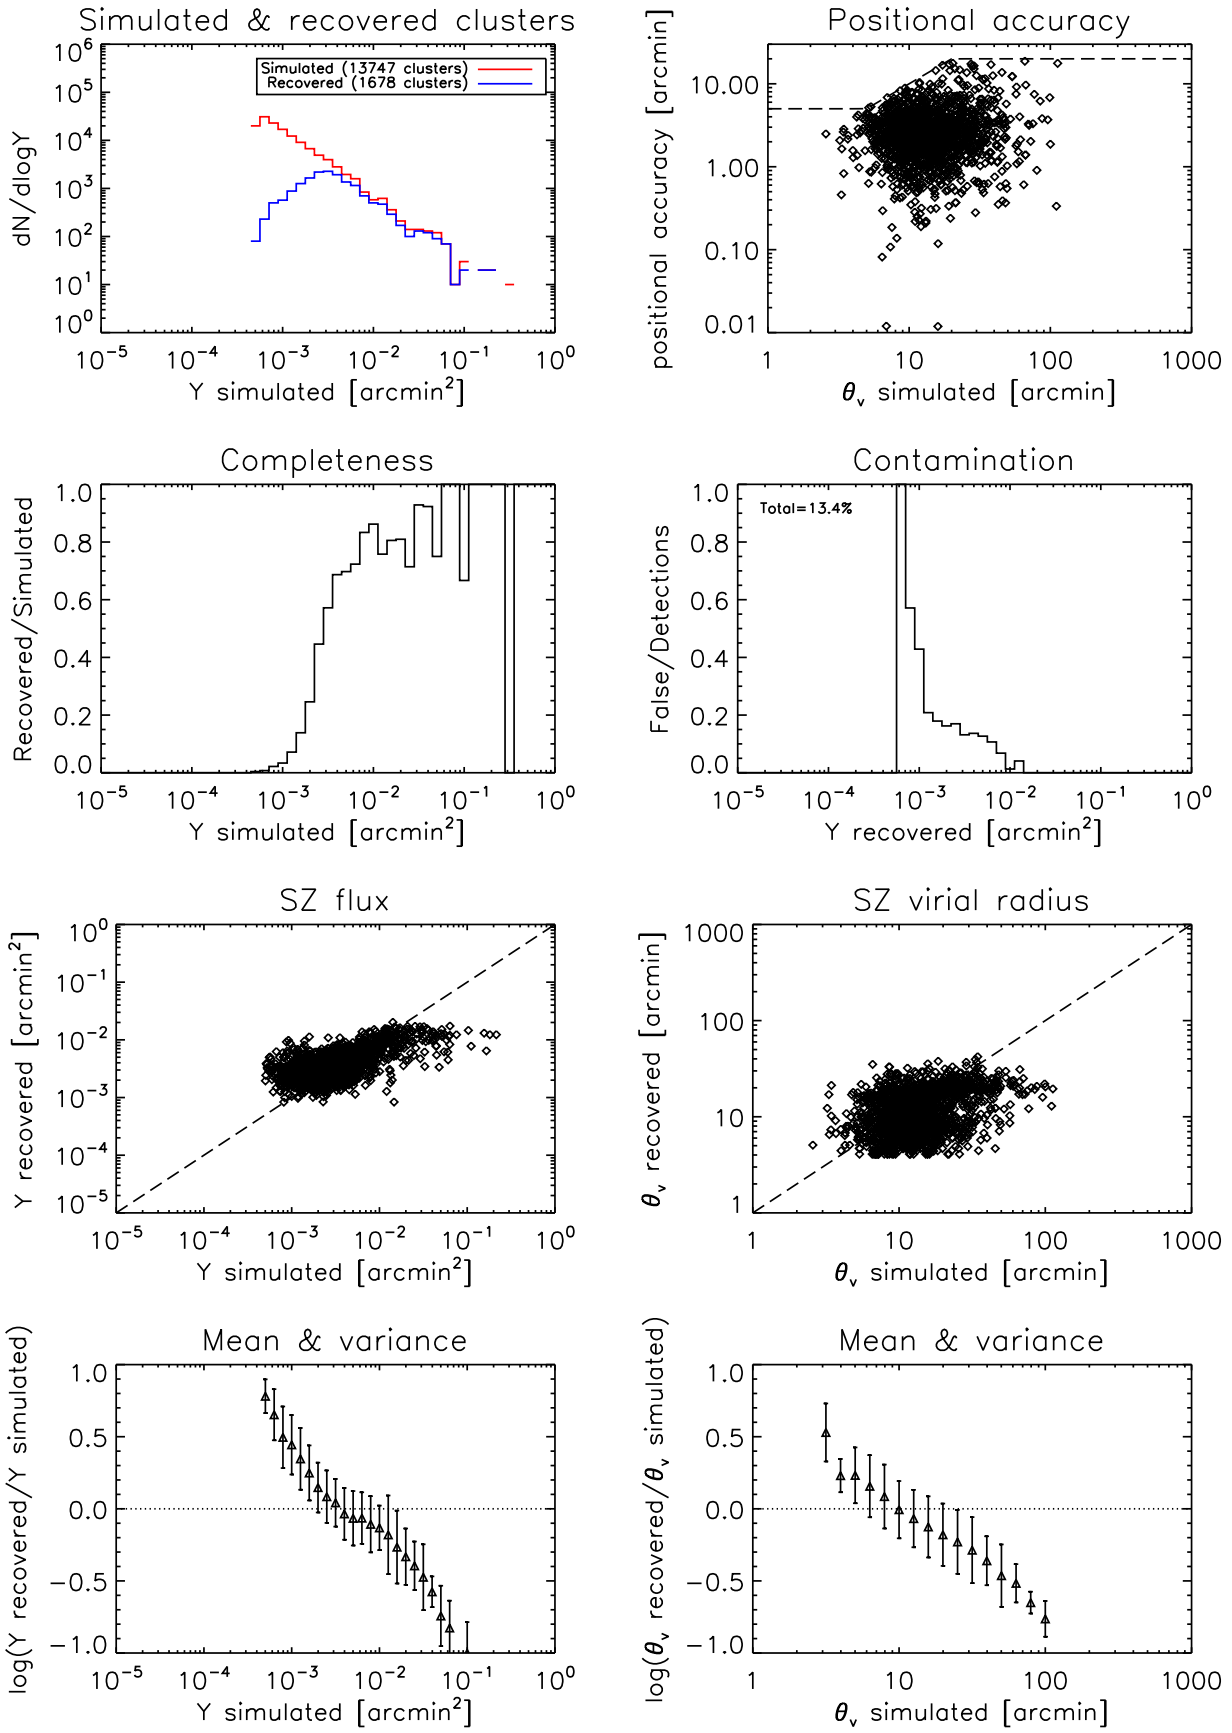 Simulated & recovered clusters
10^6
10^5
10^4
10^3
10^2
10^1
10^0
dN/dlogY
Simulated (13747 clusters)
Recovered (1678 clusters)
10^-5 10^-4 10^-3 10^-2 10^-1 10^0
Y simulated [arcmin^2]
Positional accuracy
10.00
1.00
0.10
0.01
positional accuracy [arcmin]
1 10 100 1000
θ_v simulated [arcmin]
Completeness
1.0
0.8
0.6
0.4
0.2
0.0
Recovered/Simulated
10^-5 10^-4 10^-3 10^-2 10^-1 10^0
Y simulated [arcmin^2]
Contamination
Total=13.4%
1.0
0.8
0.6
0.4
0.2
0.0
False/Detections
10^-5 10^-4 10^-3 10^-2 10^-1 10^0
Y recovered [arcmin^2]
SZ flux
10^0
10^-1
10^-2
10^-3
10^-4
10^-5
Y recovered [arcmin^2]
10^-5 10^-4 10^-3 10^-2 10^-1 10^0
Y simulated [arcmin^2]
SZ virial radius
1000
100
10
1
θ_v recovered [arcmin]
1 10 100 1000
θ_v simulated [arcmin]
Mean & variance
1.0
0.5
0.0
−0.5
−1.0
log(Y recovered/Y simulated)
10^-5 10^-4 10^-3 10^-2 10^-1 10^0
Y simulated [arcmin^2]
Mean & variance
1.0
0.5
0.0
−0.5
−1.0
log(θ_v recovered/θ_v simulated)
1 10 100 1000
θ_v simulated [arcmin]